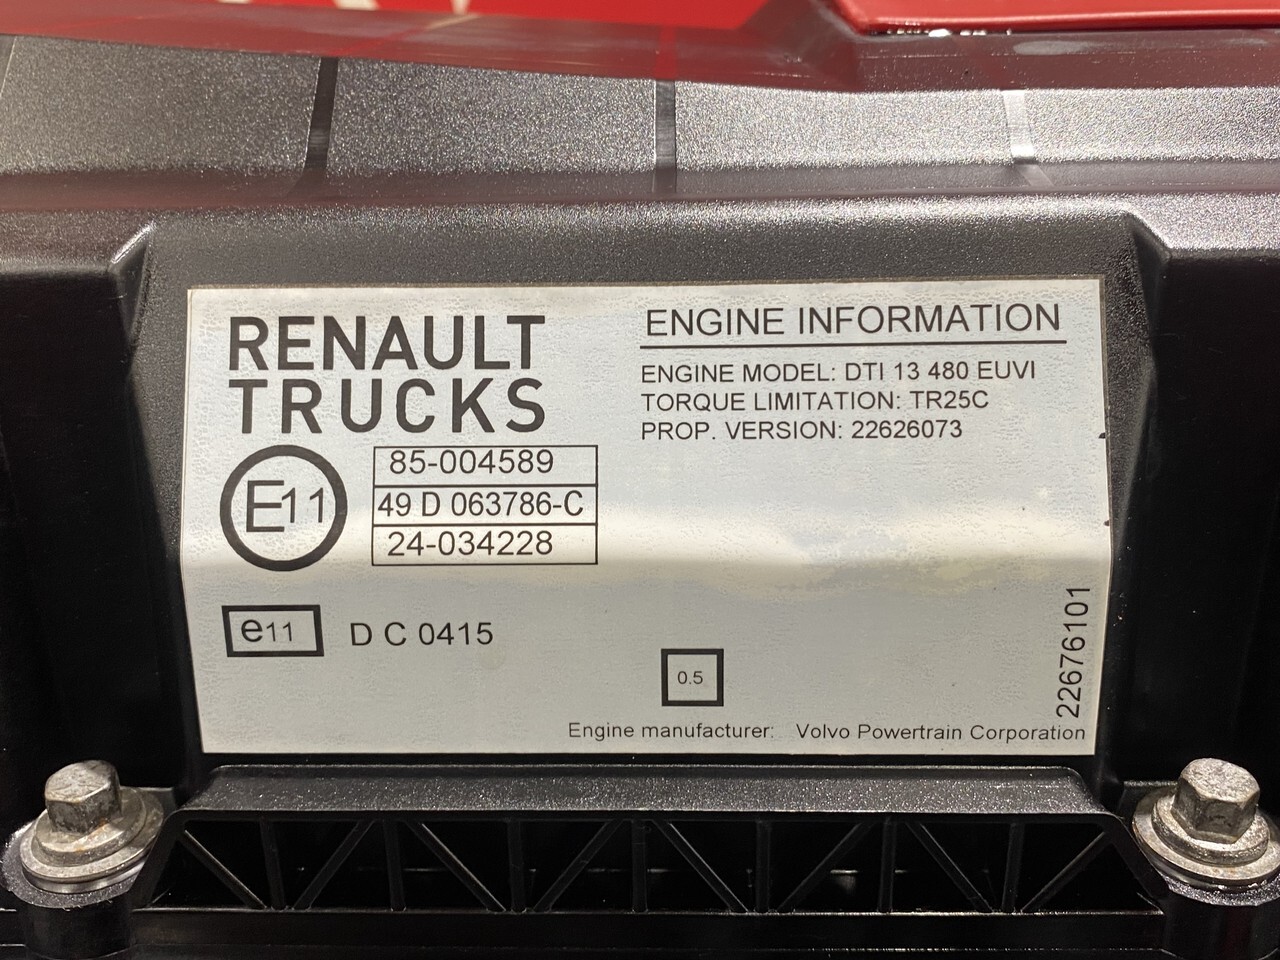 RENAULT
TRUCKS
E11
85-004589
49 D 063786-C
24-034228
e11
D C 0415
ENGINE INFORMATION
ENGINE MODEL: DTI 13 480 EUVI
TORQUE LIMITATION: TR25C
PROP. VERSION: 22626073
0.5
22676101
Engine manufacturer: Volvo Powertrain Corporation